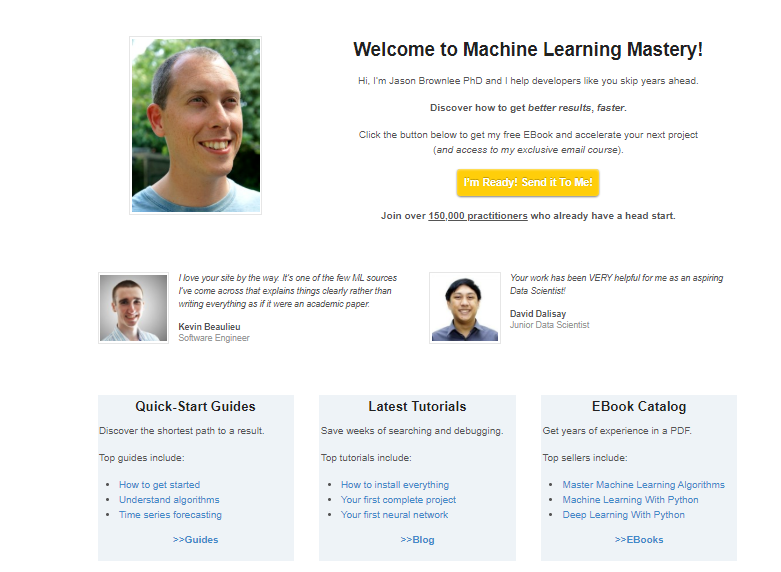 Welcome to Machine Learning Mastery!
Hi, I'm Jason Brownlee PhD and I help developers like you skip years ahead.
Discover how to get better results, faster.
Click the button below to get my free EBook and accelerate your next project
(and access to my exclusive email course).
I'm Ready! Send it To Me!
Join over 150,000 practitioners who already have a head start.
I love your site by the way. It's one of the few ML sources
I've come across that explains things clearly rather than
writing everything as if it were an academic paper.
Kevin Beaulieu
Software Engineer
Your work has been VERY helpful for me as an aspiring
Data Scientist!
David Dalisay
Junior Data Scientist
Quick-Start Guides
Discover the shortest path to a result.
Top guides include:
How to get started
Understand algorithms
Time series forecasting
>>Guides
Latest Tutorials
Save weeks of searching and debugging.
Top tutorials include:
How to install everything
Your first complete project
Your first neural network
>>Blog
EBook Catalog
Get years of experience in a PDF.
Top sellers include:
Master Machine Learning Algorithms
Machine Learning With Python
Deep Learning With Python
>>EBooks